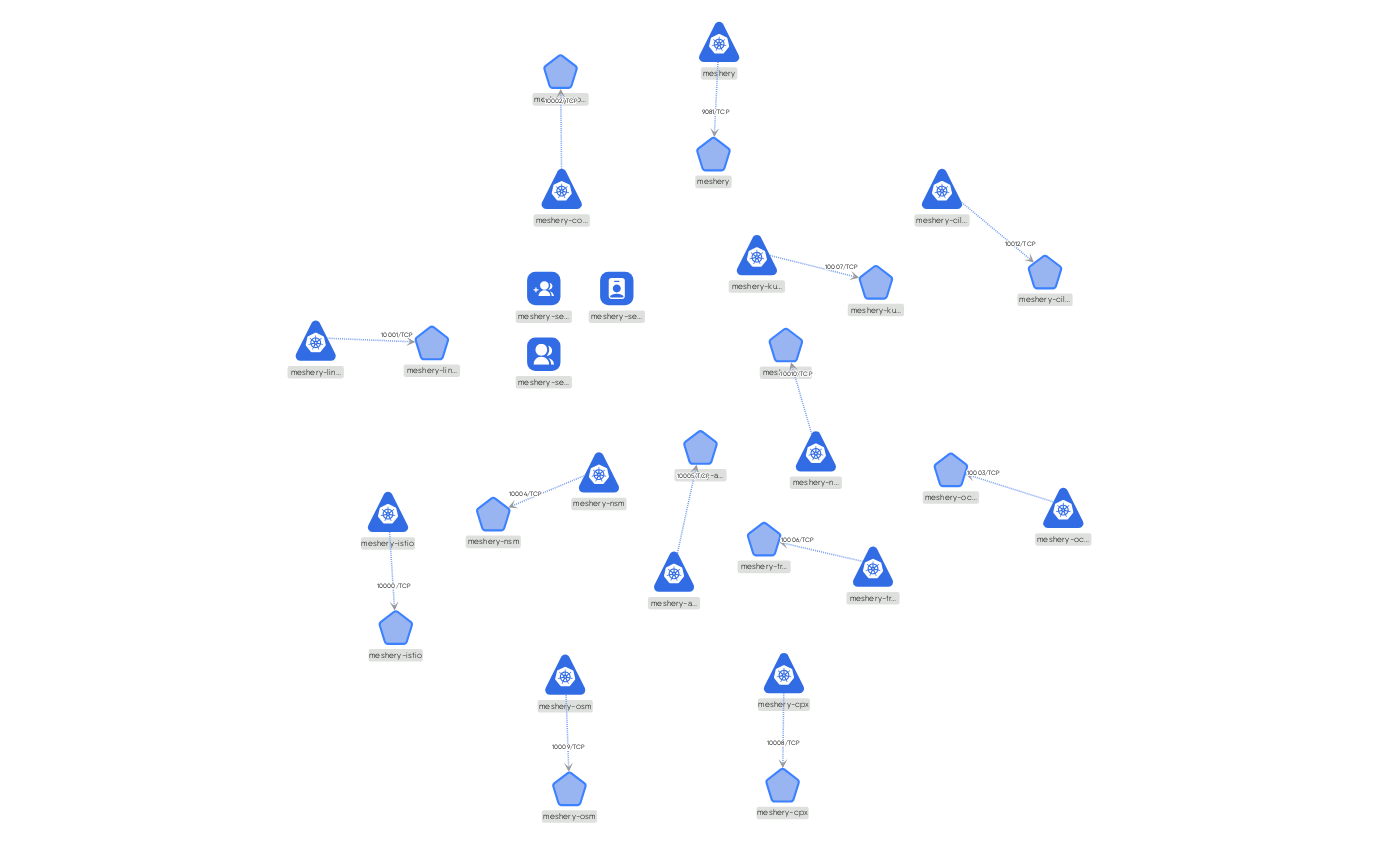 meshery
10002/TCP
9081/TCP
meshery
meshery-co...
meshery-cil...
10012/TCP
10007/TCP
meshery-ku...
meshery-cil...
meshery-ku...
meshery-se...
meshery-se...
10001/TCP
meshery-lin...
meshery-lin...
10010/TCP
meshery-se...
10003/TCP
10005/TCP
meshery-n...
10004/TCP
meshery-nsm
meshery-oc...
meshery-nsm
meshery-istio
meshery-oc...
10006/TCP
meshery-tr...
10000/TCP
meshery-tr...
meshery-a...
meshery-istio
meshery-osm
meshery-cpx
10009/TCP
10008/TCP
meshery-osm
meshery-cpx